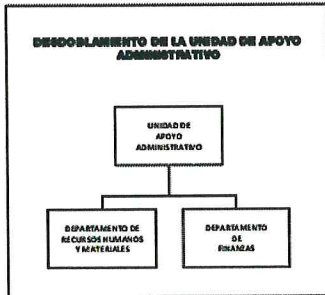 DESDOBLAMIENTO DE LA UNIDAD DE APOYO
ADMINISTRATIVO
UNIDAD DE
APOYO
ADMINISTRATIVO
DEPARTAMENTO DE
RECURSOS HUMANOS
Y MATERIALES
DEPARTAMENTO
DE
FINANZAS